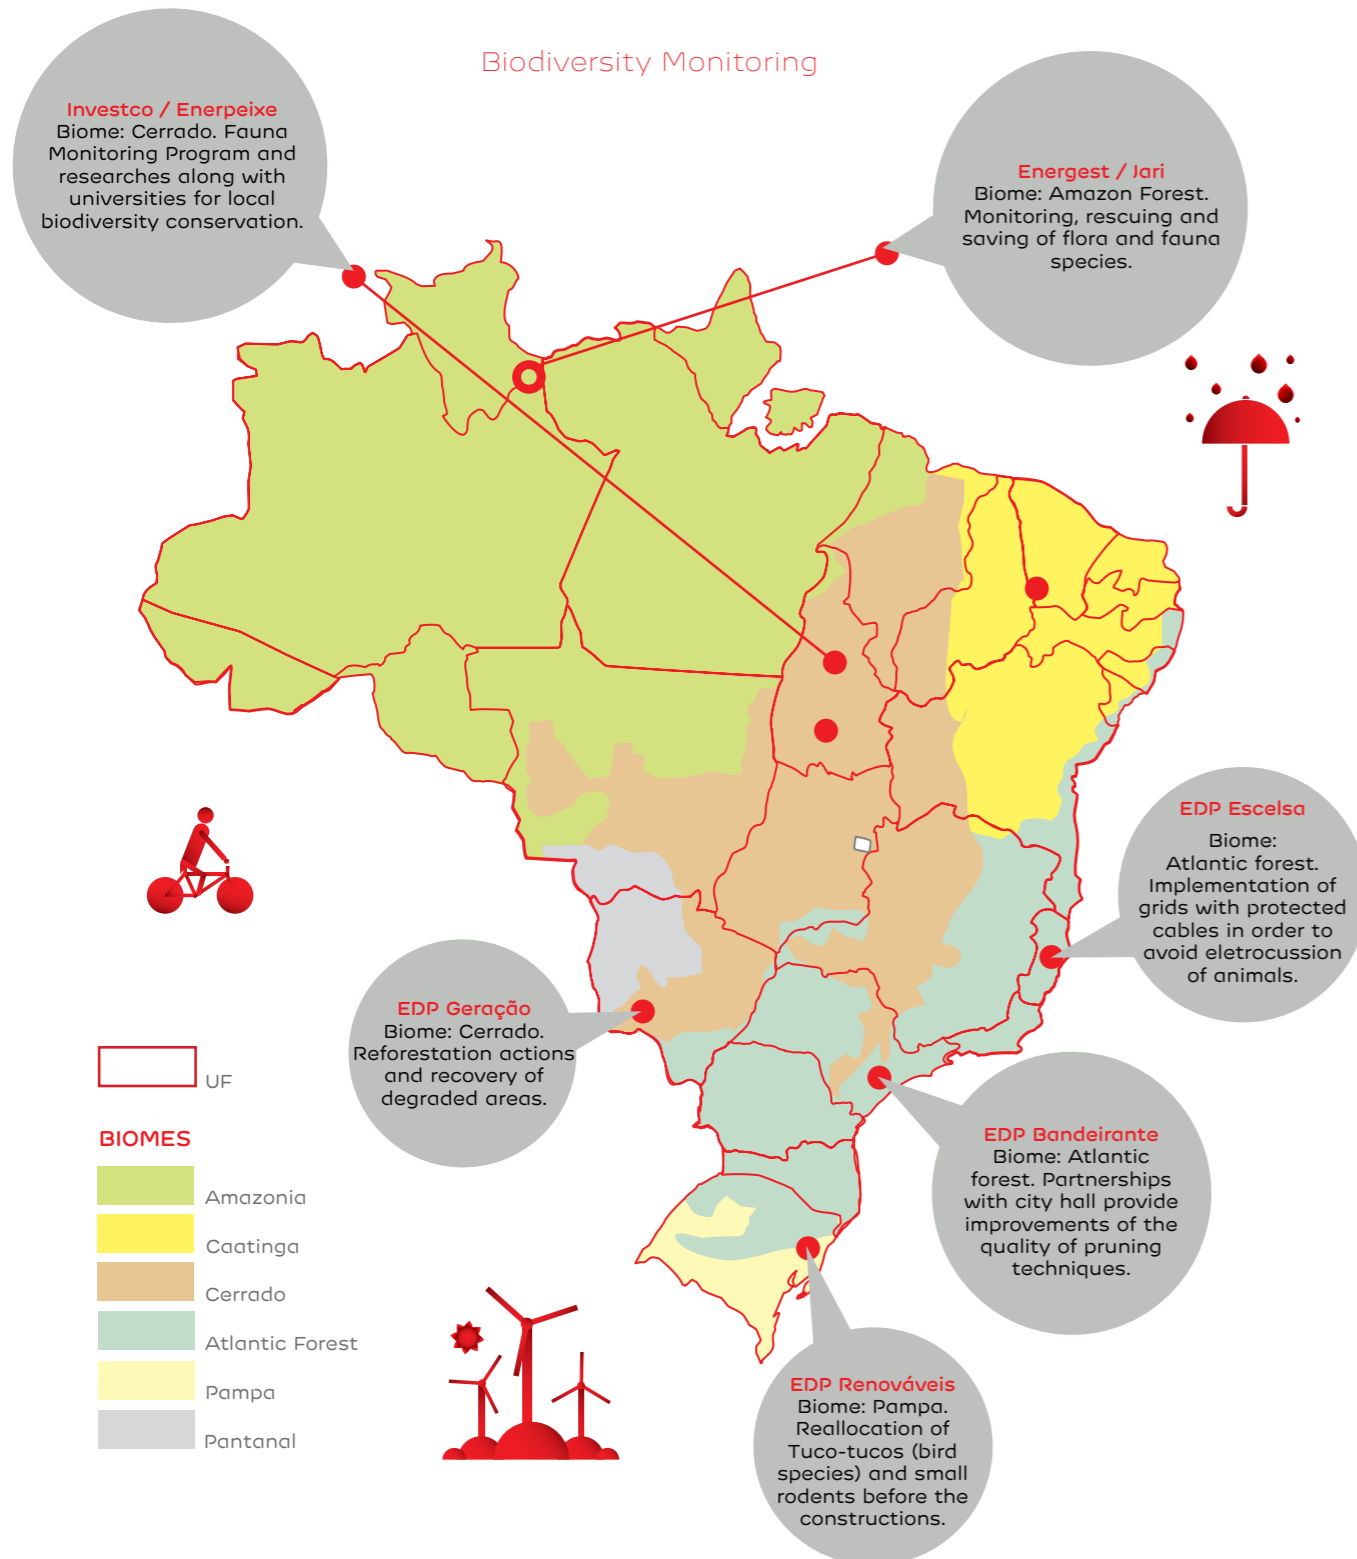 Biodiversity Monitoring
Investco / Enerpeixe
Biome: Cerrado. Fauna
Monitoring Program and
researches along with
universities for local
biodiversity conservation.
Energest / Jari
Biome: Amazon Forest.
Monitoring, rescuing and
saving of flora and fauna
species.
EDP Escelsa
Biome:
Atlantic forest.
Implementation of
grids with protected
cables in order to
avoid eletrocussion
of animals.
EDP Geração
Biome: Cerrado.
Reforestation actions
and recovery of
degraded areas.
EDP Bandeirante
Biome: Atlantic
forest. Partnerships
with city hall provide
improvements of the
quality of pruning
techniques.
EDP Renováveis
Biome: Pampa.
Reallocation of
Tuco-tucos (bird
species) and small
rodents before the
constructions.
UF
BIOMES
Amazonia
Caatinga
Cerrado
Atlantic Forest
Pampa
Pantanal